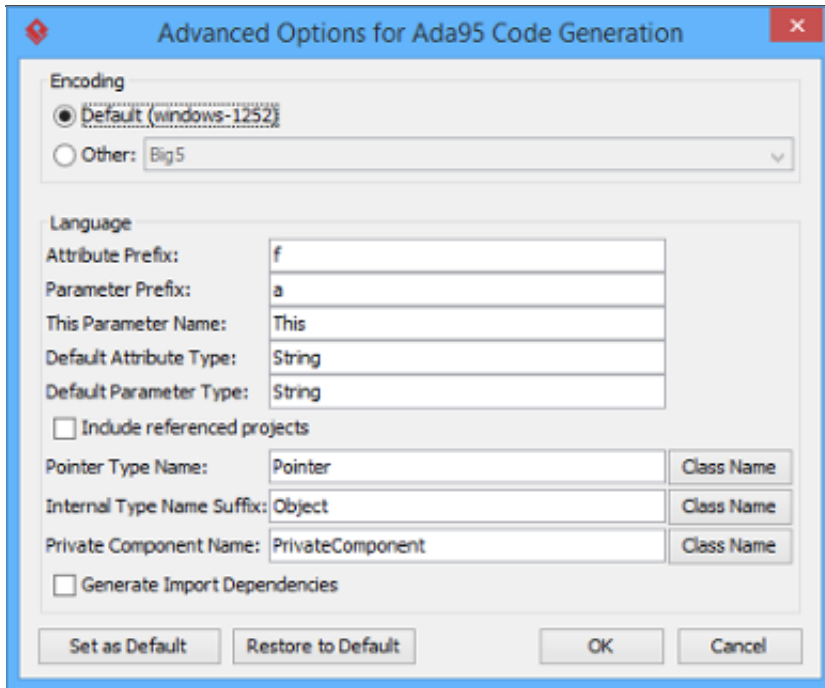 Advanced Options for Ada95 Code Generation
Encoding
Default (windows-1252)
Other: Big5
Language
Attribute Prefix: f
Parameter Prefix: a
This Parameter Name: This
Default Attribute Type: String
Default Parameter Type: String
Include referenced projects
Pointer Type Name: Pointer Class Name
Internal Type Name Suffix: Object Class Name
Private Component Name: PrivateComponent Class Name
Generate Import Dependencies
Set as Default Restore to Default OK Cancel